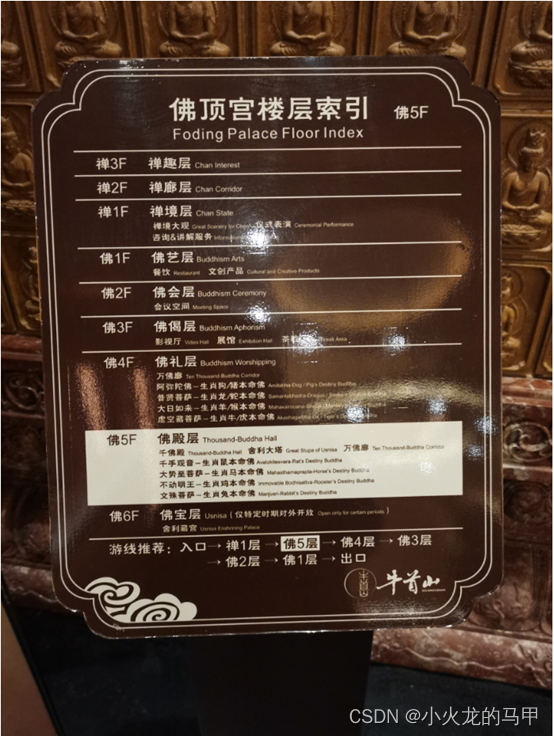 佛顶宫楼层索引 佛5F
Foding Palace Floor Index
禅3F 禅趣层 Chan Interest
禅2F 禅廊层 Chan Corridor
禅1F 禅境层 Chan State
禅境大观 Great Scenery for Chan 仪式表演 Ceremonial Performance
咨询&讲解服务
佛1F 佛艺层 Buddhism Arts
餐饮 Restaurant 文创产品 Cultural and Creative Products
佛2F 佛会层 Buddhism Ceremony
会议空间 Meeting Space
佛3F 佛偈层 Buddhism Aphorism
影视厅 Video Hall 展馆 Exhibition Hall 茶 Break Area
佛4F 佛礼层 Buddhism Worshipping
万佛廊 Ten Thousand-Buddha Corridor
阿弥陀佛-生肖狗/猪本命佛 Amitabha-Dog / Pig's Destiny Buddha
普贤菩萨-生肖龙/蛇本命佛
大日如来-生肖羊/猴本命佛
虚空藏菩萨-生肖牛/虎本命佛
佛5F 佛殿层 Thousand-Buddha Hall
千佛殿 Thousand-Buddha Hall 舍利大塔 Great Stupa of Usnisa 万佛廊 Ten Thousand-Buddha Corridor
千手观音-生肖鼠本命佛 Avalokitesvara-Rat's Destiny Buddha
大势至菩萨-生肖马本命佛 Mahasthamaprapta-Horse's Destiny Buddha
不动明王-生肖鸡本命佛 Immovable Bodhisattva-Rooster's Destiny Buddha
文殊菩萨-生肖兔本命佛 Manjusri-Rabbit's Destiny Buddha
佛6F 佛宝层 Usnisa (仅特定时期对外开放 Open only for certain periods)
舍利藏宫 Usnisa Enshrining Palace
游线推荐: 入口→禅1层→佛5层→佛4层→佛3层
→佛2层→佛1层→出口
牛首山
CSDN @小火龙的马甲